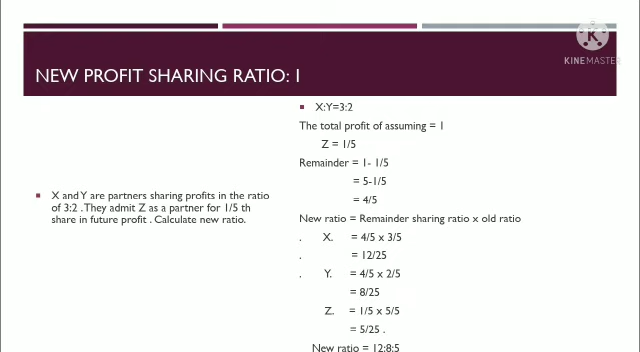 KINEMASTER
NEW PROFIT SHARING RATIO: I
X and Y are partners sharing profits in the ratio
of 3:2 . They admit Z as a partner for 1/5 th
share in future profit . Calculate new ratio.
X:Y=3:2
The total profit of assuming = 1
Z = 1/5
Remainder = 1- 1/5
= 5-1/5
= 4/5
New ratio = Remainder sharing ratio x old ratio
. X. = 4/5 x 3/5
. = 12/25
. Y. = 4/5 x 2/5
= 8/25
Z. = 1/5 x 5/5
= 5/25 .
New ratio = 12:8:5